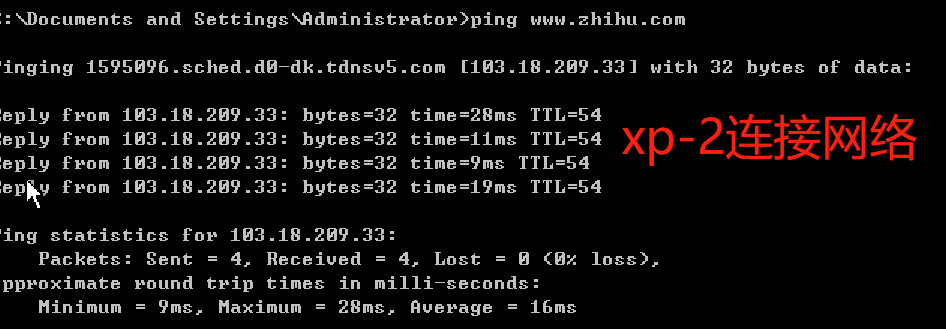 :\Documents and Settings\Administrator>ping www.zhihu.com
inging 1595096.sched.d0-dk.tdnsv5.com [103.18.209.33] with 32 bytes of data:
eply from 103.18.209.33: bytes=32 time=28ms TTL=54
eply from 103.18.209.33: bytes=32 time=11ms TTL=54
eply from 103.18.209.33: bytes=32 time=9ms TTL=54
eply from 103.18.209.33: bytes=32 time=19ms TTL=54
xp-2连接网络
ing statistics for 103.18.209.33:
Packets: Sent = 4, Received = 4, Lost = 0 (0% loss),
pproximate round trip times in milli-seconds:
Minimum = 9ms, Maximum = 28ms, Average = 16ms